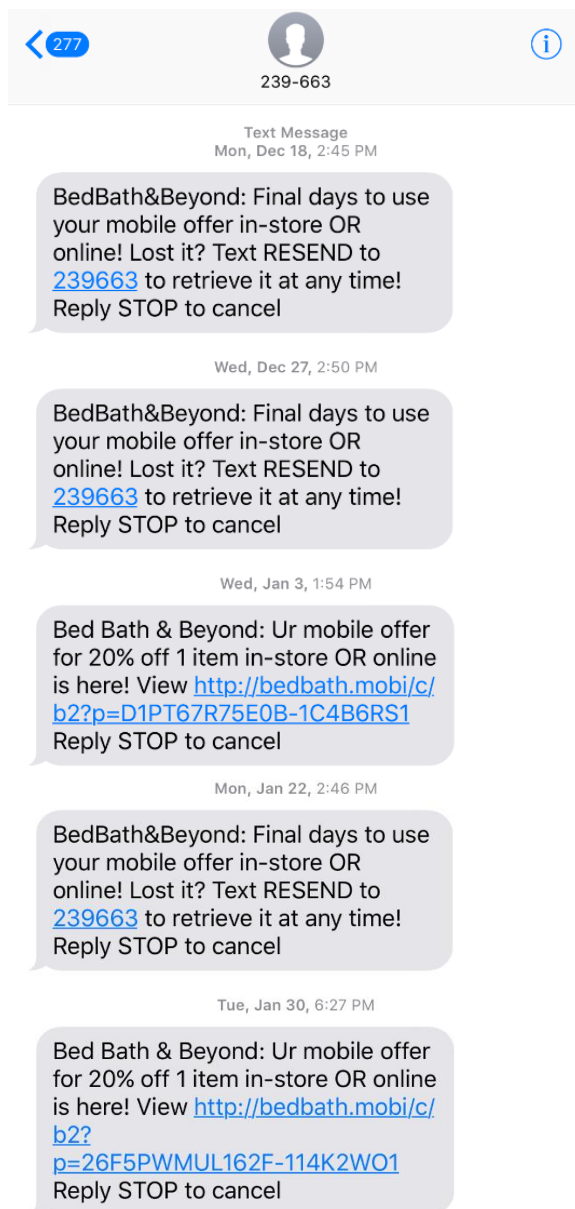 277
239-663
Text Message
Mon, Dec 18, 2:45 PM
BedBath&Beyond: Final days to use
your mobile offer in-store OR
online! Lost it? Text RESEND to
239663 to retrieve it at any time!
Reply STOP to cancel
Wed, Dec 27, 2:50 PM
BedBath&Beyond: Final days to use
your mobile offer in-store OR
online! Lost it? Text RESEND to
239663 to retrieve it at any time!
Reply STOP to cancel
Wed, Jan 3, 1:54 PM
Bed Bath & Beyond: Ur mobile offer
for 20% off 1 item in-store OR online
is here! View http://bedbath.mobi/c/
b2?p=D1PT67R75E0B-1C4B6RS1
Reply STOP to cancel
Mon, Jan 22, 2:46 PM
BedBath&Beyond: Final days to use
your mobile offer in-store OR
online! Lost it? Text RESEND to
239663 to retrieve it at any time!
Reply STOP to cancel
Tue, Jan 30, 6:27 PM
Bed Bath & Beyond: Ur mobile offer
for 20% off 1 item in-store OR online
is here! View http://bedbath.mobi/c/
b2?
p=26F5PWMUL162F-114K2WO1
Reply STOP to cancel